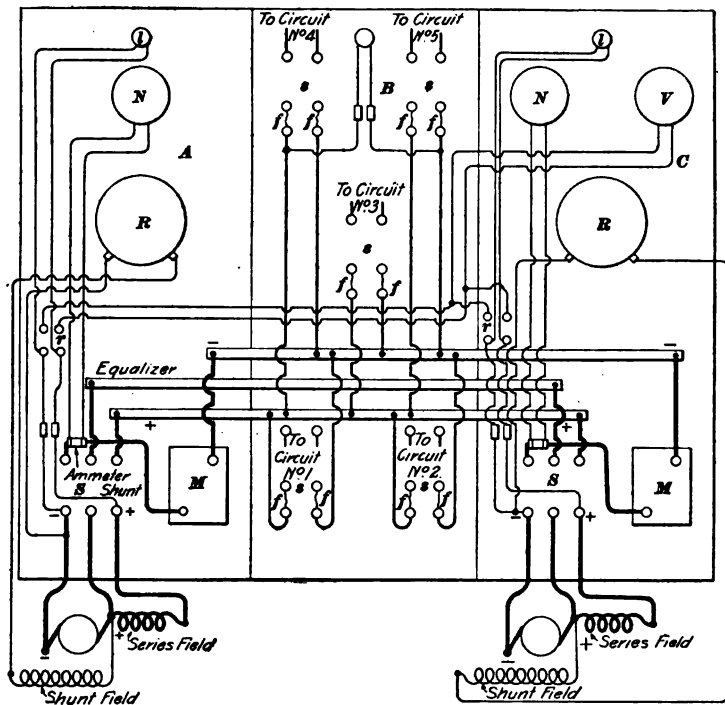 To Circuit
Nº4
To Circuit
Nº5
l
N
A
R
s
B
s
f
f
f
f
l
N
V
C
R
To Circuit
Nº3
s
f
f
r
r
Equalizer
-
-
+
+
Ammeter
Shunt
S
M
To
Circuit
Nº1
s
f
f
To
Circuit
Nº2.
s
f
f
S
M
-
+
-
+
-
+
Series Field
Shunt Field
-
+
Series Field
Shunt Field